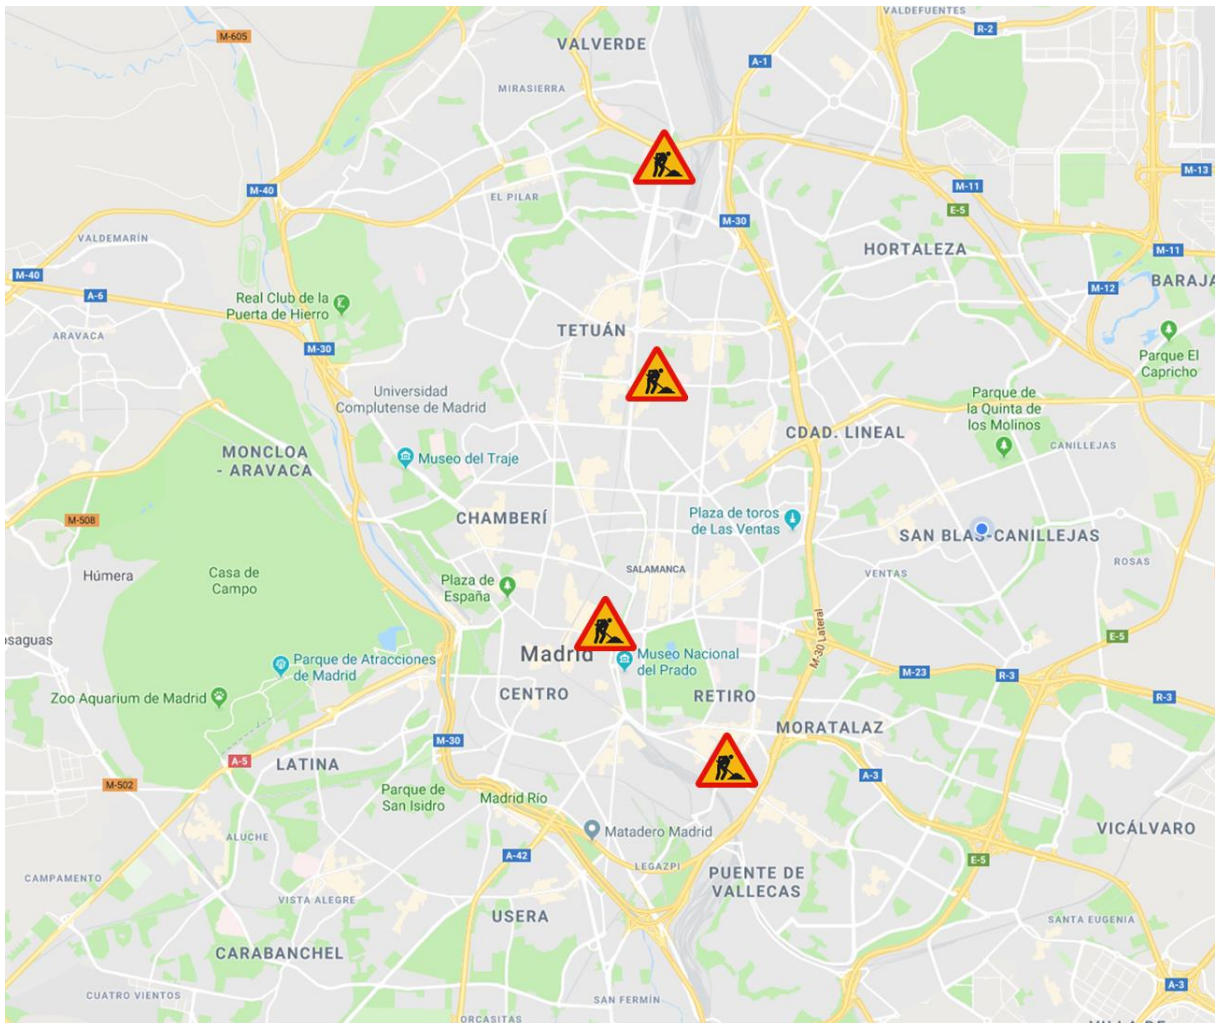 VALDEFUENTES
M-605
R-2
VALVERDE
A-1
MIRASIERRA
M-13
M-40
M-11
EL PILAR
E-5
M-30
VALDEMARÍN
HORTALEZA
M-11
M-40
BARAJA
A-6
M-12
Real Club de la
Puerta de Hierro
TETUÁN
ARAVACA
M-30
Parque El
Capricho
Universidad
Complutense de Madrid
Parque de
la Quinta de
los Molinos
CDAD. LINEAL
CANILLEJAS
MONCLOA
- ARAVACA
Museo del Traje
M-508
CHAMBERÍ
Plaza de toros
de Las Ventas
SAN BLAS-CANILLEJAS
ROSAS
Húmera
Casa de
Campo
Plaza de
España
SALAMANCA
VENTAS
osaguas
M-30 Lateral
E-5
Madrid
Museo Nacional
del Prado
Parque de Atracciones
de Madrid
M-23
R-3
R-3
Zoo Aquarium de Madrid
CENTRO
RETIRO
MORATALAZ
M-30
A-5
LATINA
A-3
M-502
Parque de
San Isidro
Madrid Río
Matadero Madrid
VICÁLVARO
ALUCHE
A-42
LEGAZPI
E-5
CAMPAMENTO
PUENTE DE
VALLECAS
VISTA ALEGRE
USERA
SANTA EUGENIA
CARABANCHEL
A-3
CUATRO VIENTOS
SAN FERMÍN
ORCASITAS